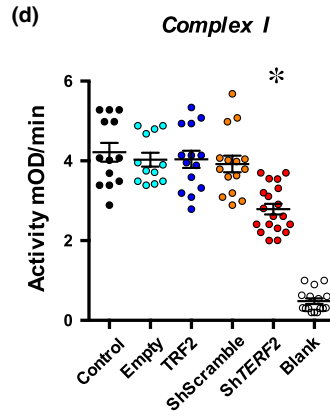 (d)
Complex I
*
Activity mOD/min
6
4
2
0
Control
Empty
TRF2
ShScramble
ShTERF2
Blank